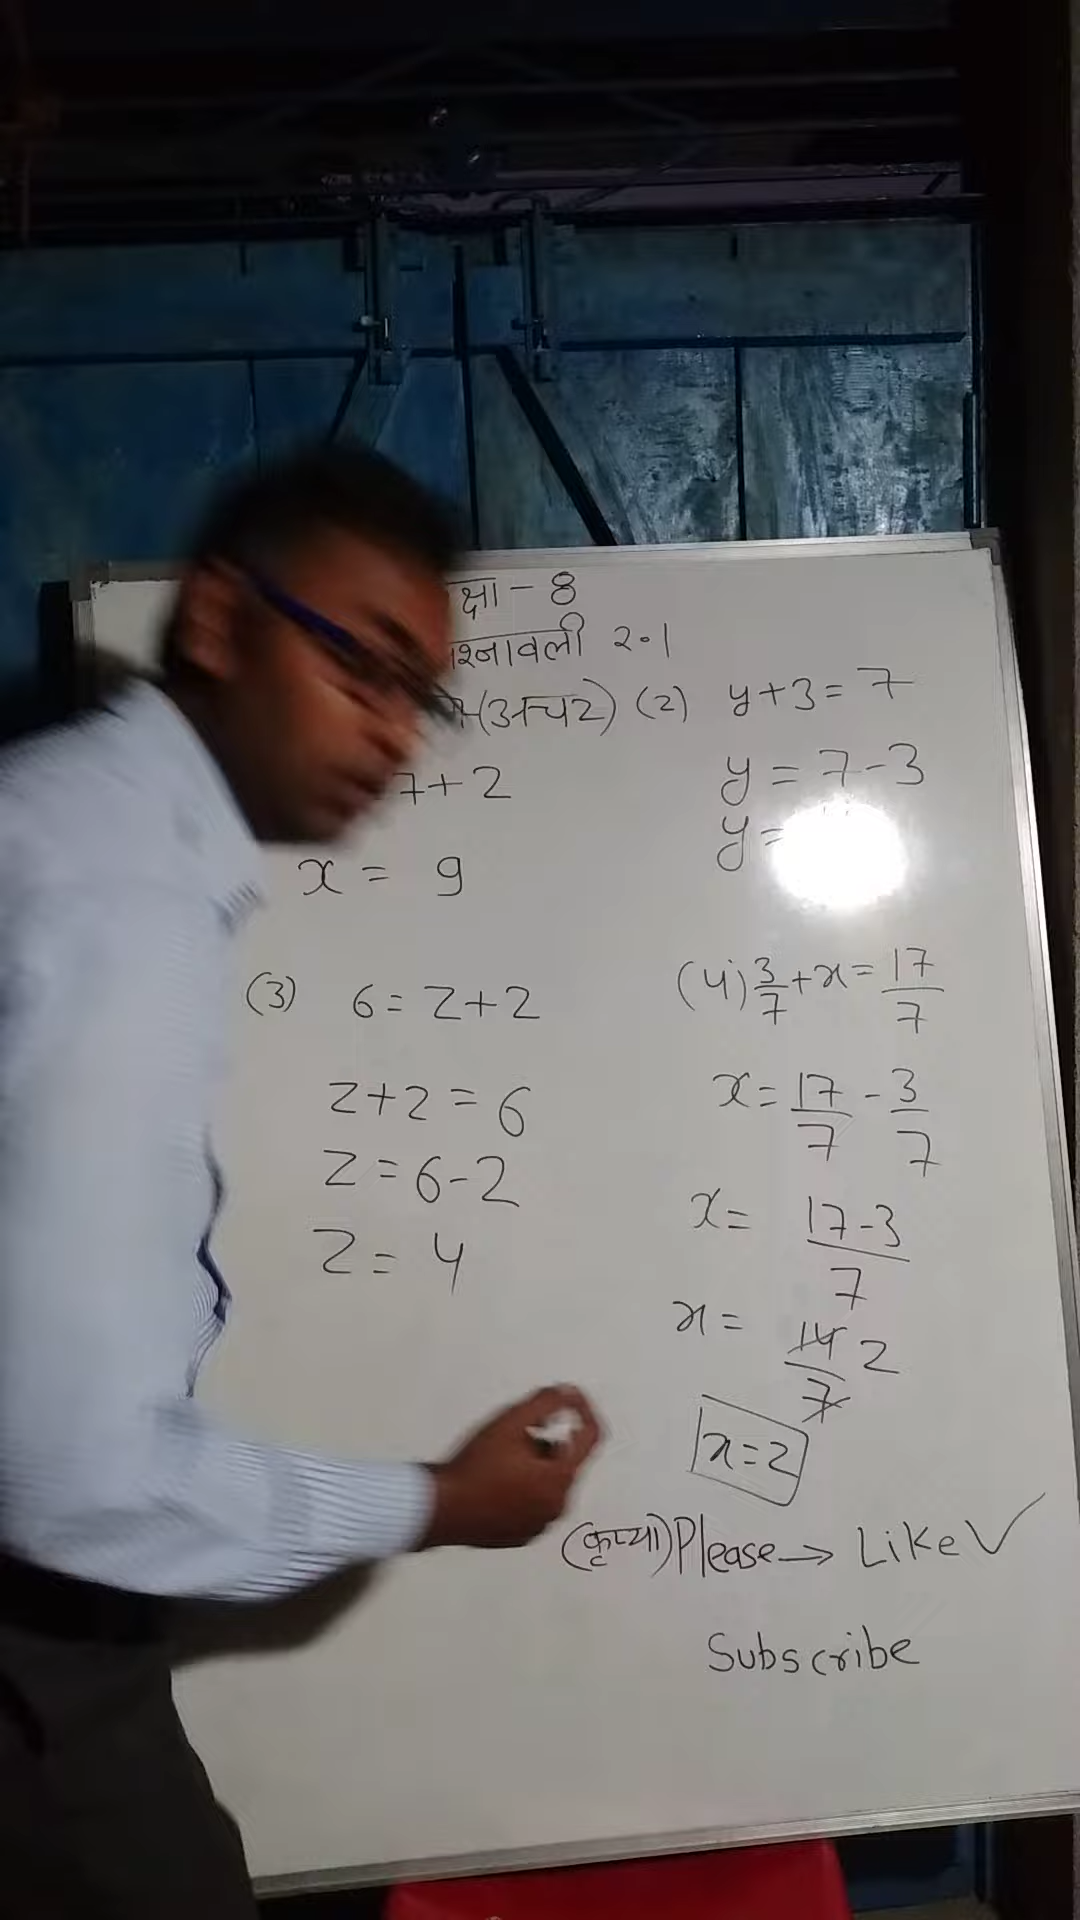 क्षा - 8
श्नावली 2.1
(2) y+3 = 7
7+2
y = 7-3
y =
x = 9
(3) 6 = z+2
z+2 = 6
z = 6-2
z = 4
(4) 3/7 + x = 17/7
x = 17/7 - 3/7
x = 17-3/7
x = 14/7 2
x=2
(कृप्या) Please → Like ✓
Subscribe